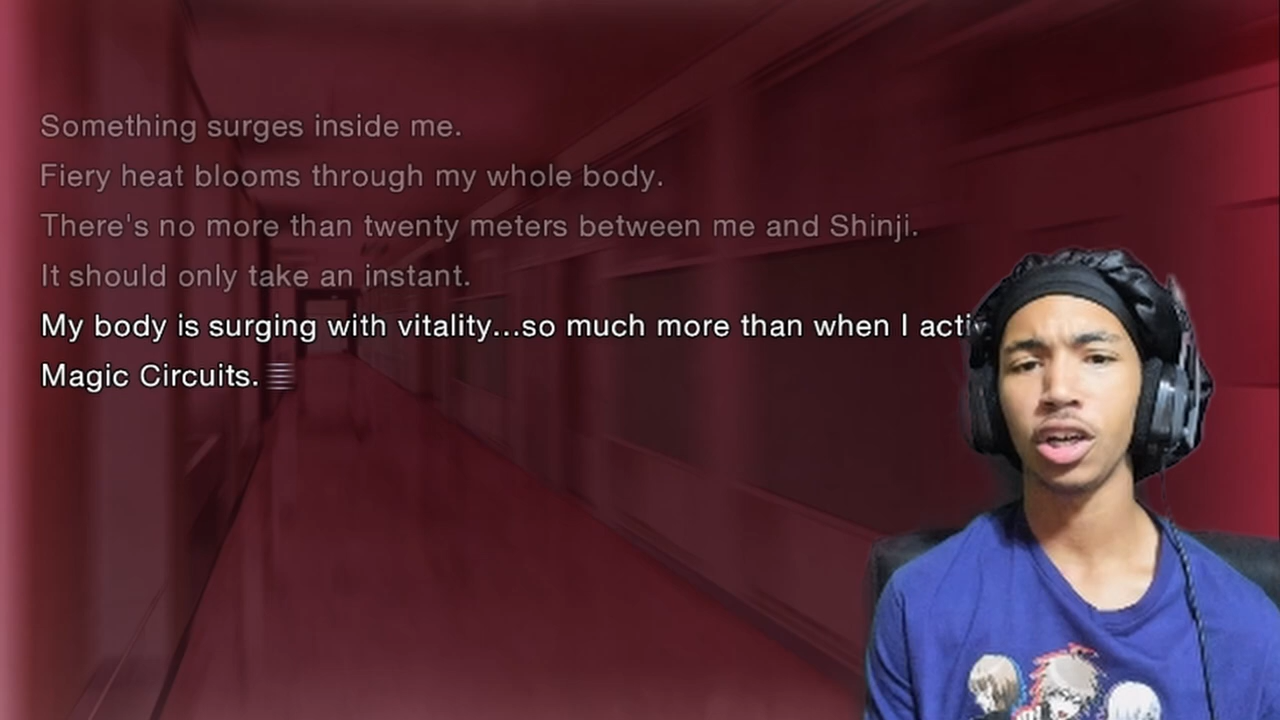 Something surges inside me.
Fiery heat blooms through my whole body.
There's no more than twenty meters between me and Shinji.
It should only take an instant.
My body is surging with vitality...so much more than when I
Magic Circuits.